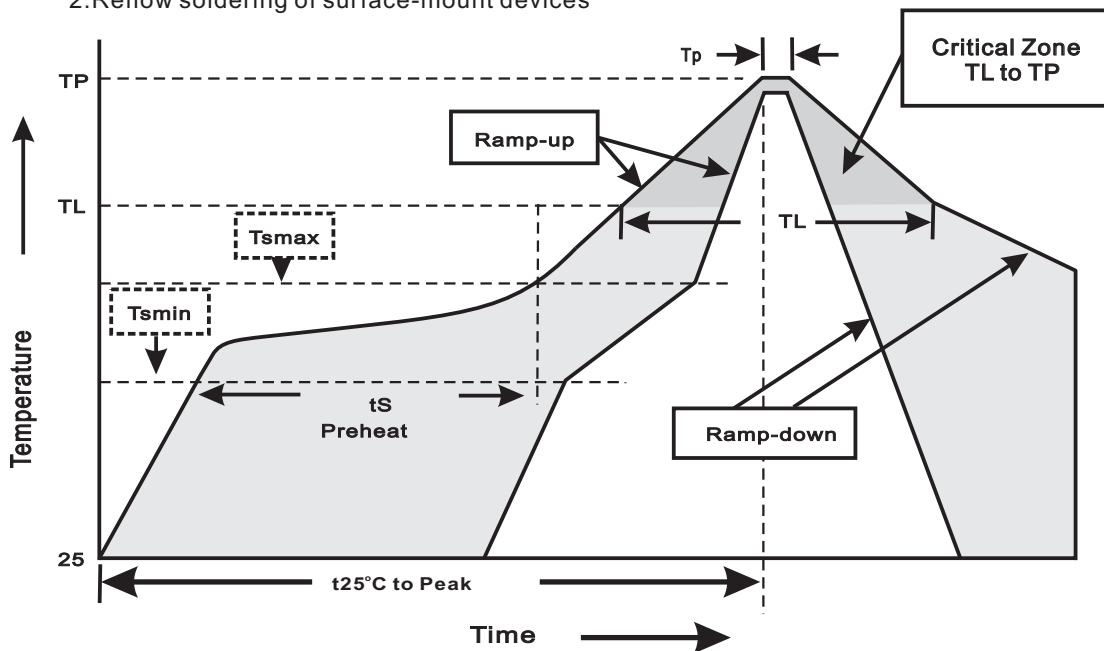 2.Reflow soldering of surface-mount devices
Tp
Critical Zone
TL to TP
TP
Ramp-up
TL
TL
Tsmax
Tsmin
Temperature
tS
Preheat
Ramp-down
25
t25°C to Peak
Time